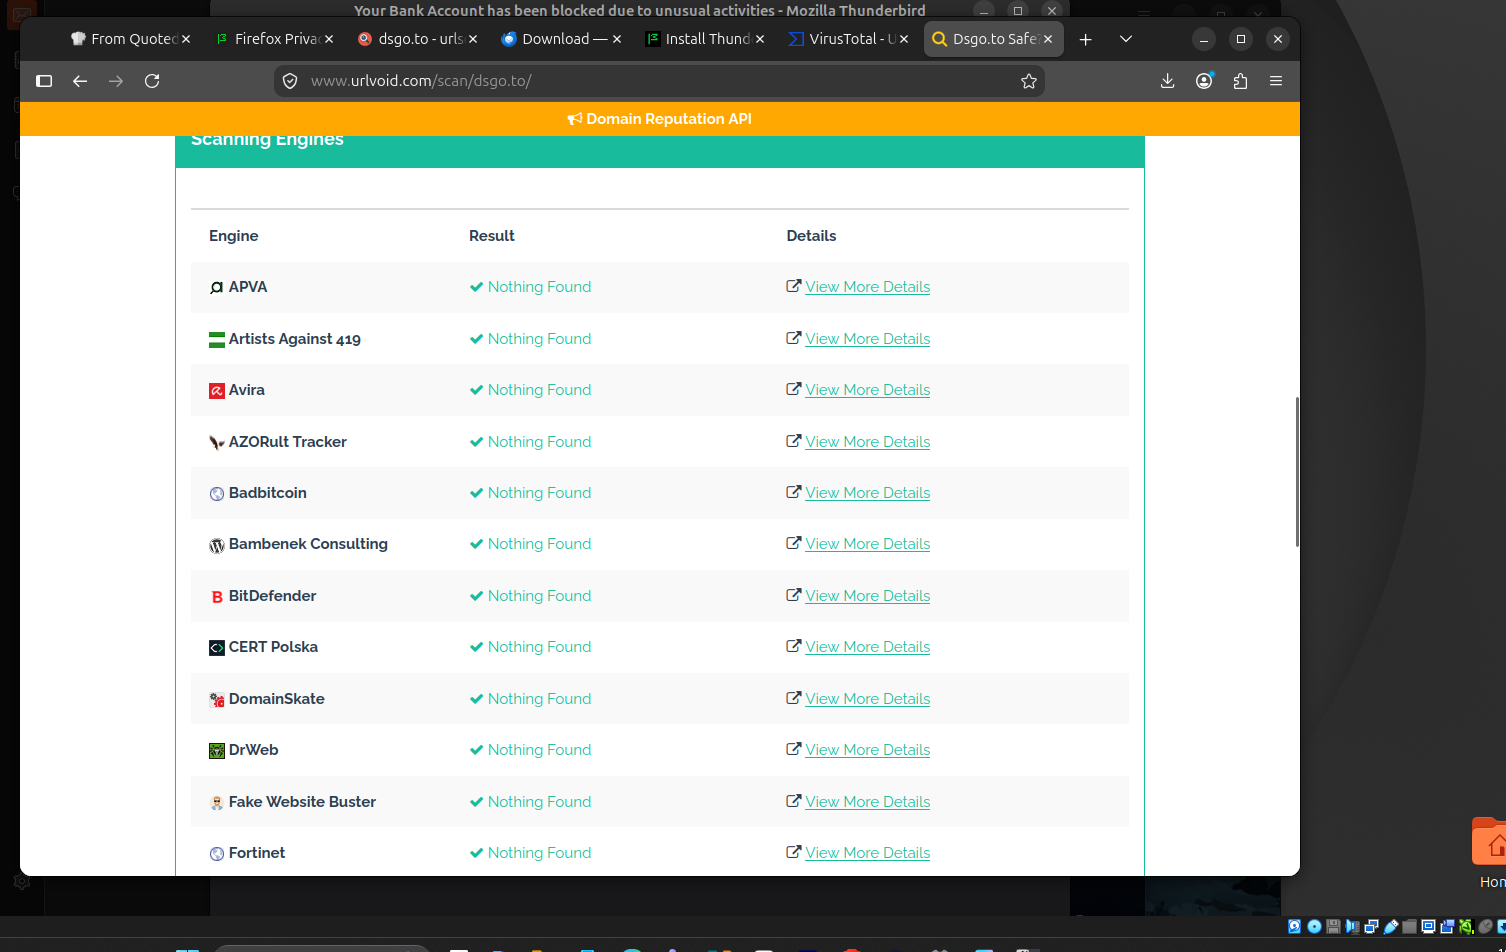 Your Bank Account has been blocked due to unusual activities - Mozilla Thunderbird
From Quoted
Firefox Privac
dsgo.to - urlsc
Download —
Install Thund
VirusTotal - U
Dsgo.to Safe?
www.urlvoid.com/scan/dsgo.to/
Domain Reputation API
Scanning Engines
Engine Result Details
APVA Nothing Found View More Details
Artists Against 419 Nothing Found View More Details
Avira Nothing Found View More Details
AZORult Tracker Nothing Found View More Details
Badbitcoin Nothing Found View More Details
Bambenek Consulting Nothing Found View More Details
BitDefender Nothing Found View More Details
CERT Polska Nothing Found View More Details
DomainSkate Nothing Found View More Details
DrWeb Nothing Found View More Details
Fake Website Buster Nothing Found View More Details
Fortinet Nothing Found View More Details
Hom